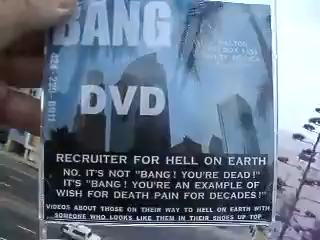 BANG
DVD
RECRUITER FOR HELL ON EARTH
NO. IT'S NOT "BANG! YOU'RE DEAD!"
IT'S "BANG! YOU'RE AN EXAMPLE OF
WISH FOR DEATH PAIN FOR DECADES!"
VIDEOS ABOUT THOSE ON THEIR WAY TO HELL ON EARTH WITH
SOMEONE WHO LOOKS LIKE THEM IN THEIR SHOES UP TOP